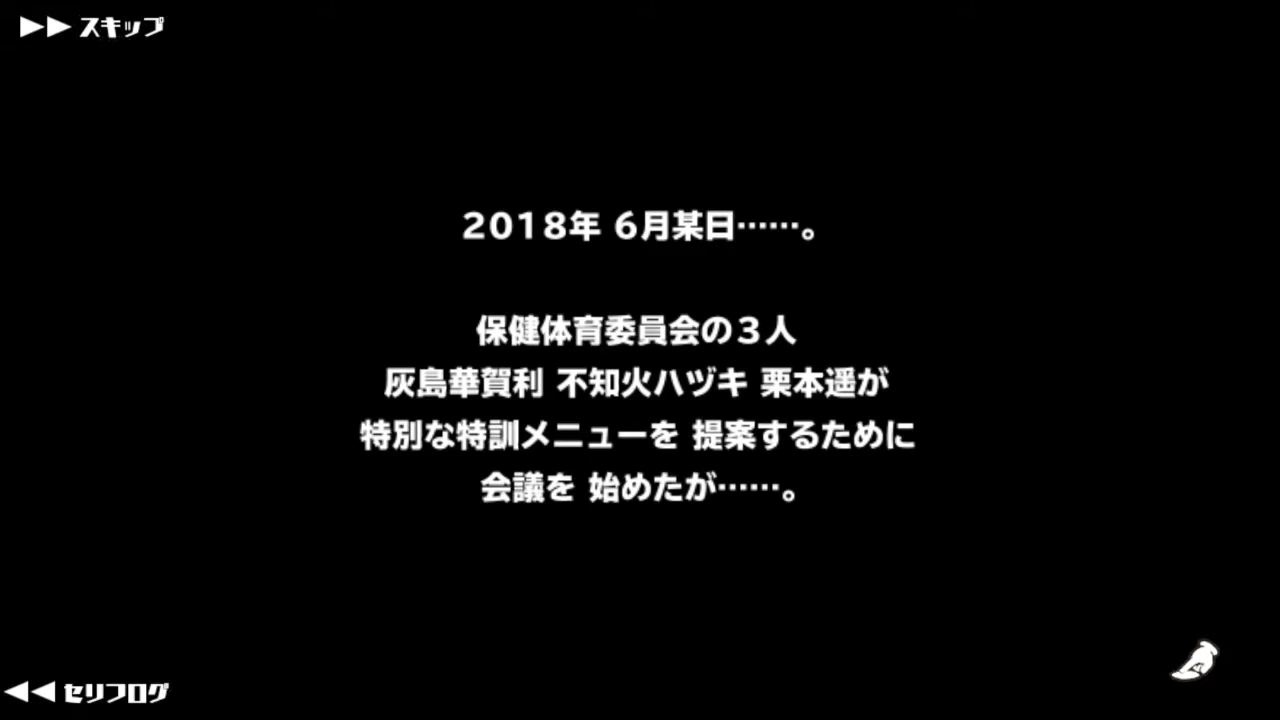 ▶▶ スキップ
2018年 6月某日……。
保健体育委員会の3人
灰島華賀利 不知火ハヅキ 栗本遥が
特別な特訓メニューを 提案するために
会議を 始めたが……。
◀◀ セリフログ